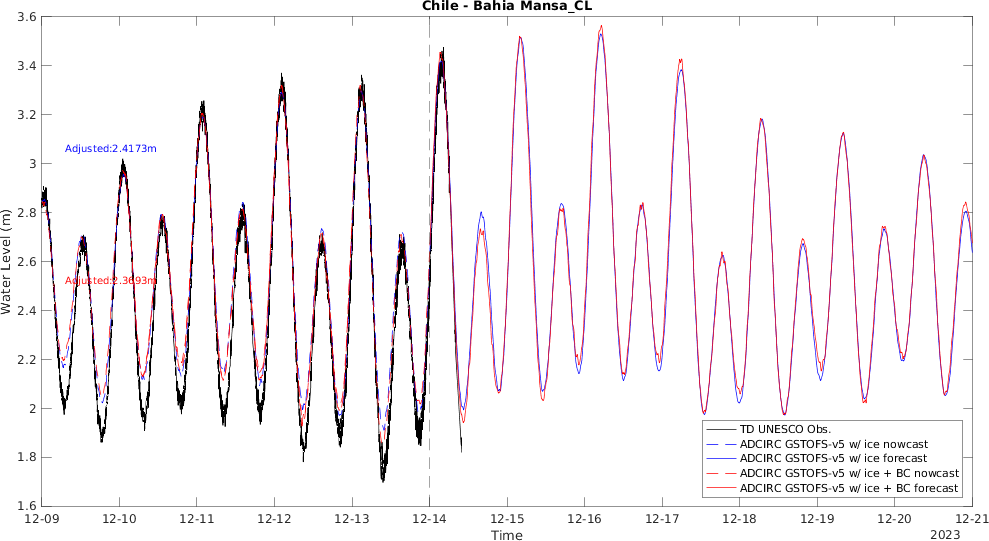 Chile - Bahia Mansa_CL
3.6
3.4
3.2
3
2.8
2.6
2.4
2.2
2
1.8
1.6
Water Level (m)
Adjusted:2.4173m
Adjusted:2.3693m
TD UNESCO Obs.
ADCIRC GSTOFS-v5 w/ ice nowcast
ADCIRC GSTOFS-v5 w/ ice forecast
ADCIRC GSTOFS-v5 w/ ice + BC nowcast
ADCIRC GSTOFS-v5 w/ ice + BC forecast
12-09 12-10 12-11 12-12 12-13 12-14 12-15 12-16 12-17 12-18 12-19 12-20 12-21
Time
2023